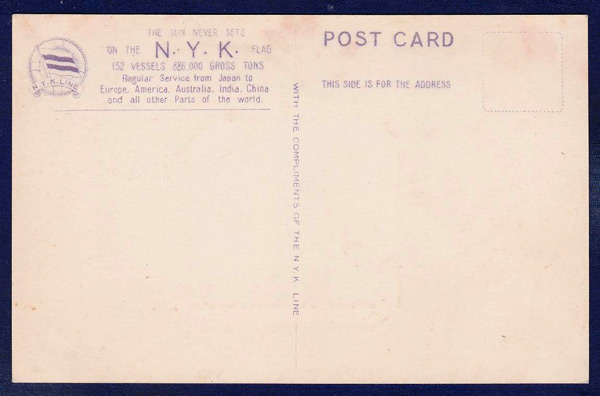 THE SUN NEVER SETS
ON THE N.Y.K. FLAG
152 VESSELS 886,000 GROSS TONS
Regular Service from Japan to
Europe, America, Australia, India, China
and all other Parts of the world.
N.Y.K. LINE
WITH THE COMPLIMENTS OF THE N.Y.K. LINE
POST CARD
THIS SIDE IS FOR THE ADDRESS